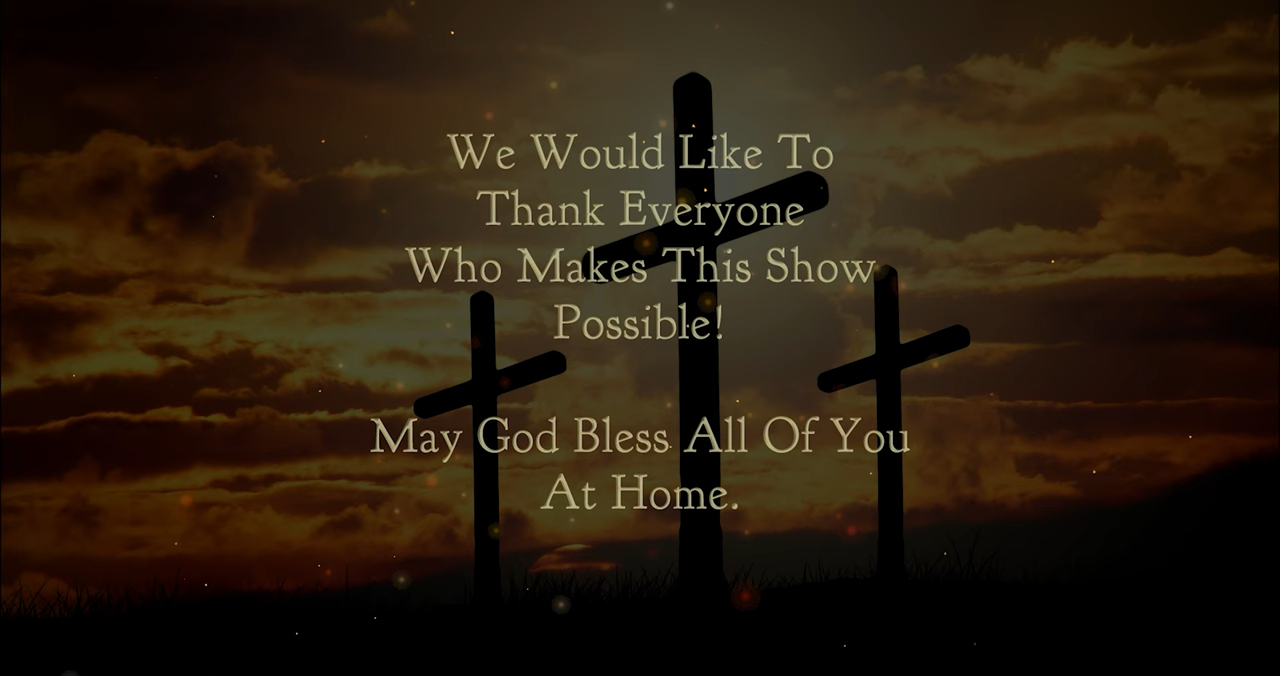 We Would Like To
Thank Everyone
Who Makes This Show
Possible!
May God Bless All Of You
At Home.